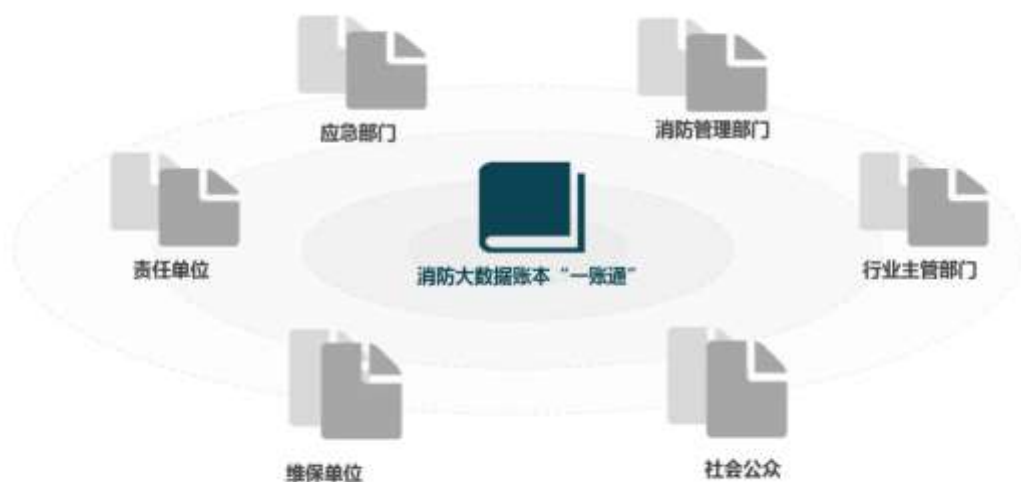 应急部门
消防管理部门
责任单位
消防大数据账本“一账通”
行业主管部门
维保单位
社会公众